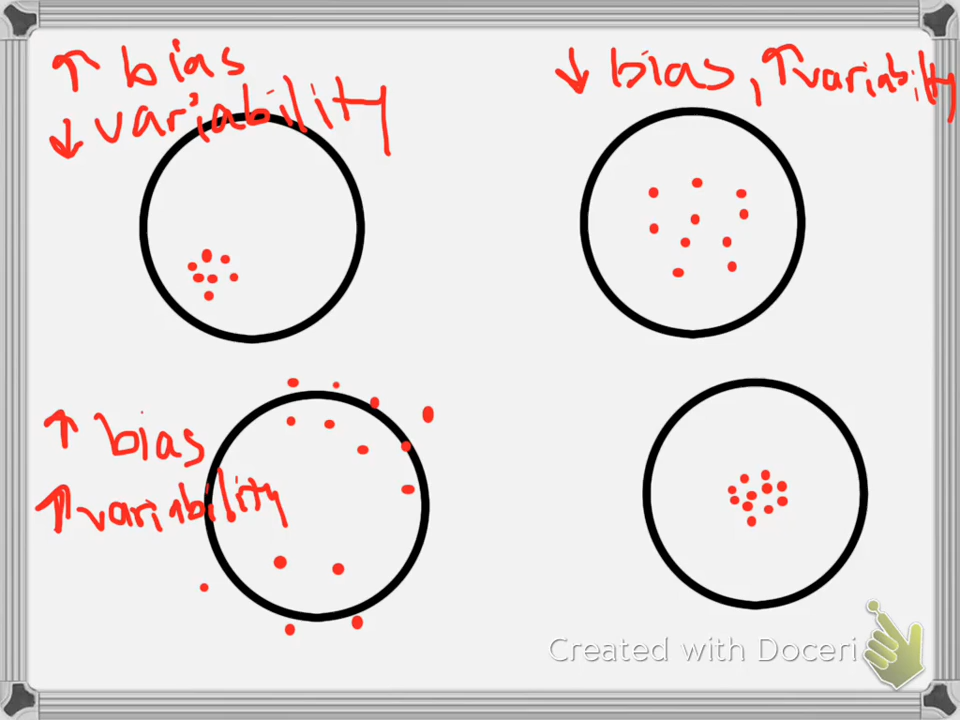 ↑ bias
↓ variability
↓ bias, ↑variability
↑ bias
↑variability
Created with Doceri